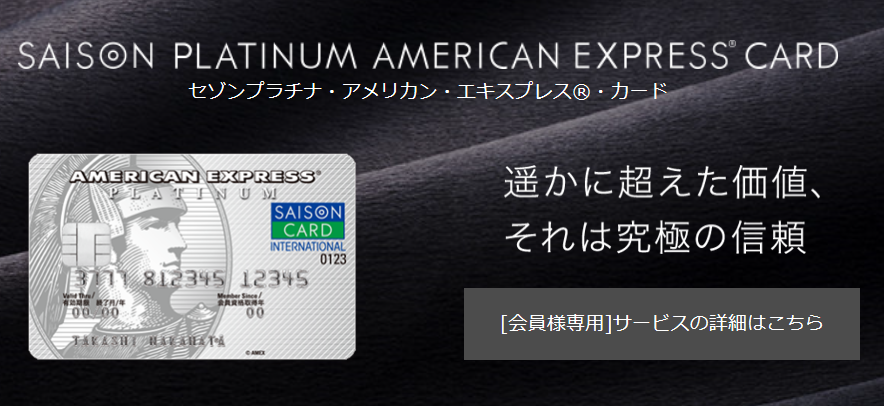 SAISON PLATINUM AMERICAN EXPRESS® CARD
セゾンプラチナ・アメリカン・エキスプレス®・カード
AMERICAN EXPRESS®
PLATINUM
SAISON
CARD
INTERNATIONAL
0123
3777 812345 12345
Valid Thru / Member Since /
有効期限 終了月/年 会員資格取得年
00-00 00
TAKASHI NAKAHATA
© AMEX
遥かに超えた価値、
それは究極の信頼
[会員様専用]サービスの詳細はこちら